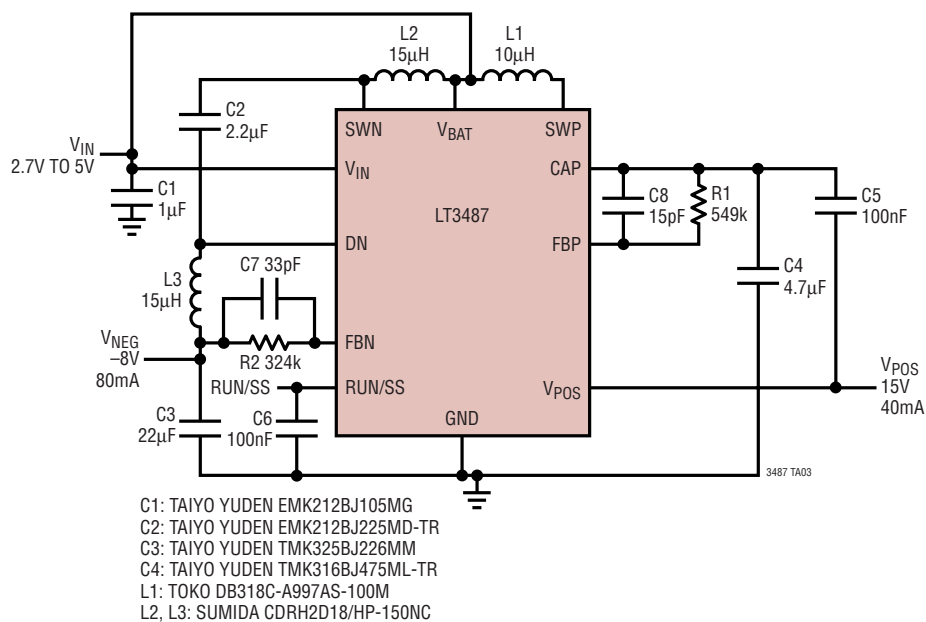 L2
15µH
L1
10µH
C2
2.2µF
SWN
VBAT
SWP
VIN
2.7V TO 5V
VIN
CAP
C1
1µF
LT3487
C8
15pF
R1
549k
C5
100nF
DN
FBP
L3
15µH
C7 33pF
C4
4.7µF
VNEG
–8V
80mA
R2 324k
FBN
RUN/SS
RUN/SS
VPOS
VPOS
15V
40mA
C3
22µF
C6
100nF
GND
3487 TA03
C1: TAIYO YUDEN EMK212BJ105MG
C2: TAIYO YUDEN EMK212BJ225MD-TR
C3: TAIYO YUDEN TMK325BJ226MM
C4: TAIYO YUDEN TMK316BJ475ML-TR
L1: TOKO DB318C-A997AS-100M
L2, L3: SUMIDA CDRH2D18/HP-150NC